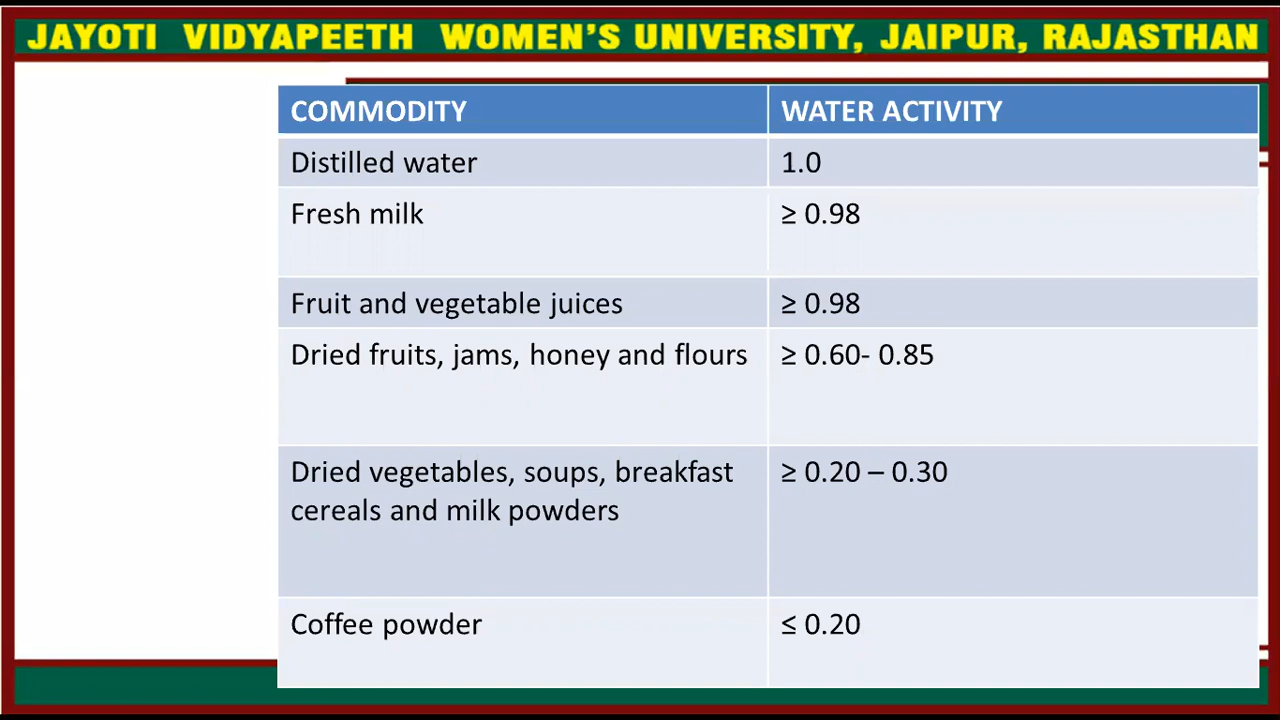 JAYOTI VIDYAPEETH WOMEN'S UNIVERSITY, JAIPUR, RAJASTHAN
COMMODITY WATER ACTIVITY
Distilled water 1.0
Fresh milk ≥ 0.98
Fruit and vegetable juices ≥ 0.98
Dried fruits, jams, honey and flours ≥ 0.60- 0.85
Dried vegetables, soups, breakfast ≥ 0.20 – 0.30
cereals and milk powders
Coffee powder ≤ 0.20